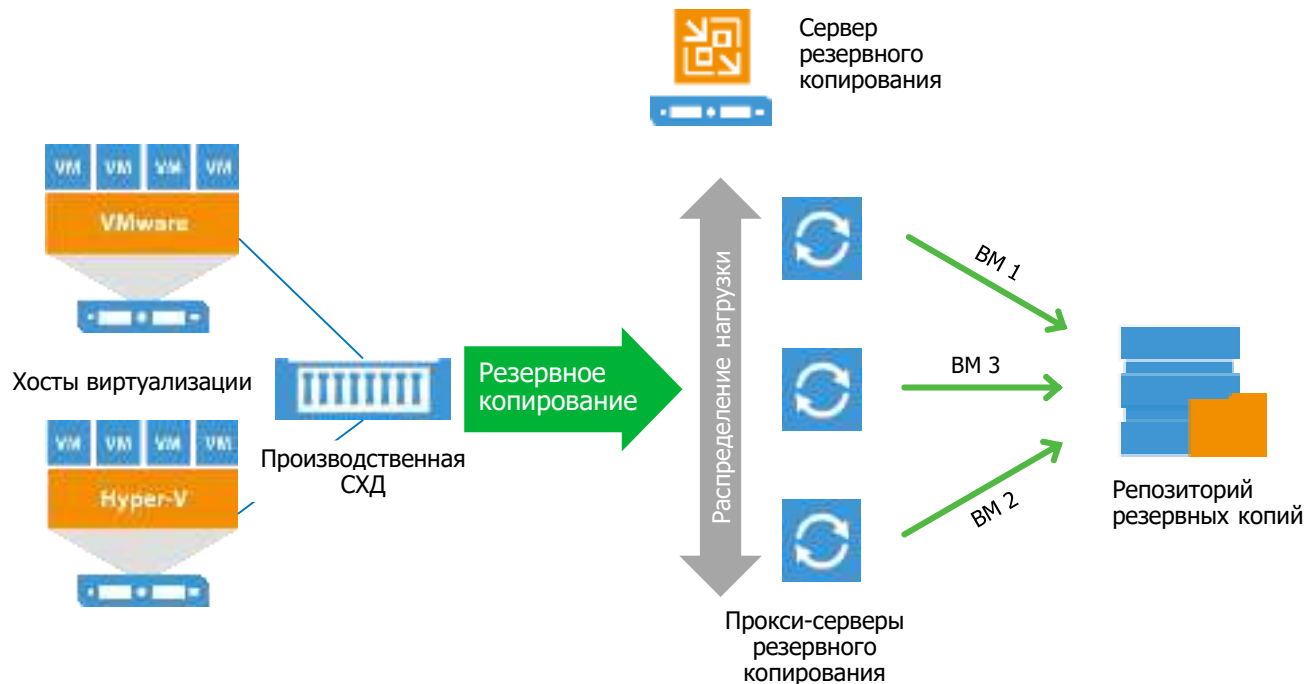 Сервер
резервного
копирования
VM VM VM VM
VMware
Хосты виртуализации
VM VM VM VM
Hyper-V
Производственная
СХД
Резервное
копирование
Распределение нагрузки
ВМ 1
ВМ 3
ВМ 2
Прокси-серверы
резервного
копирования
Репозиторий
резервных копий